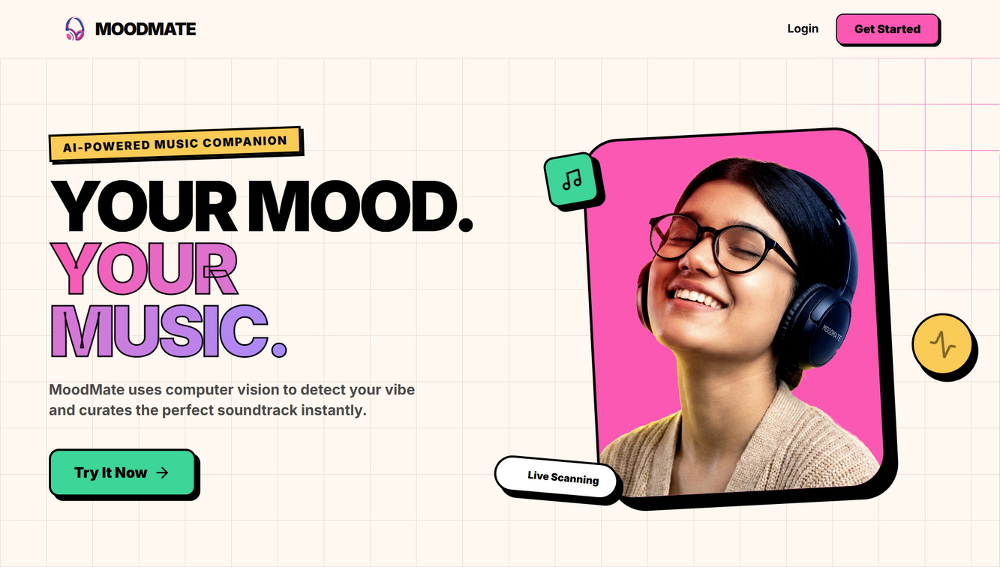 MOODMATE
Login
Get Started
AI-POWERED MUSIC COMPANION
YOUR MOOD.
YOUR
MUSIC.
MoodMate uses computer vision to detect your vibe
and curates the perfect soundtrack instantly.
Try It Now →
MOODMATE
Live Scanning